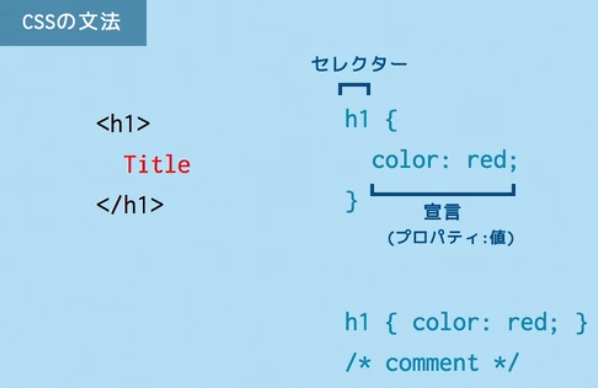 CSSの文法
<h1>
Title
</h1>
セレクター
h1 {
color: red;
}
宣言
(プロパティ:値)
h1 { color: red; }
/* comment */